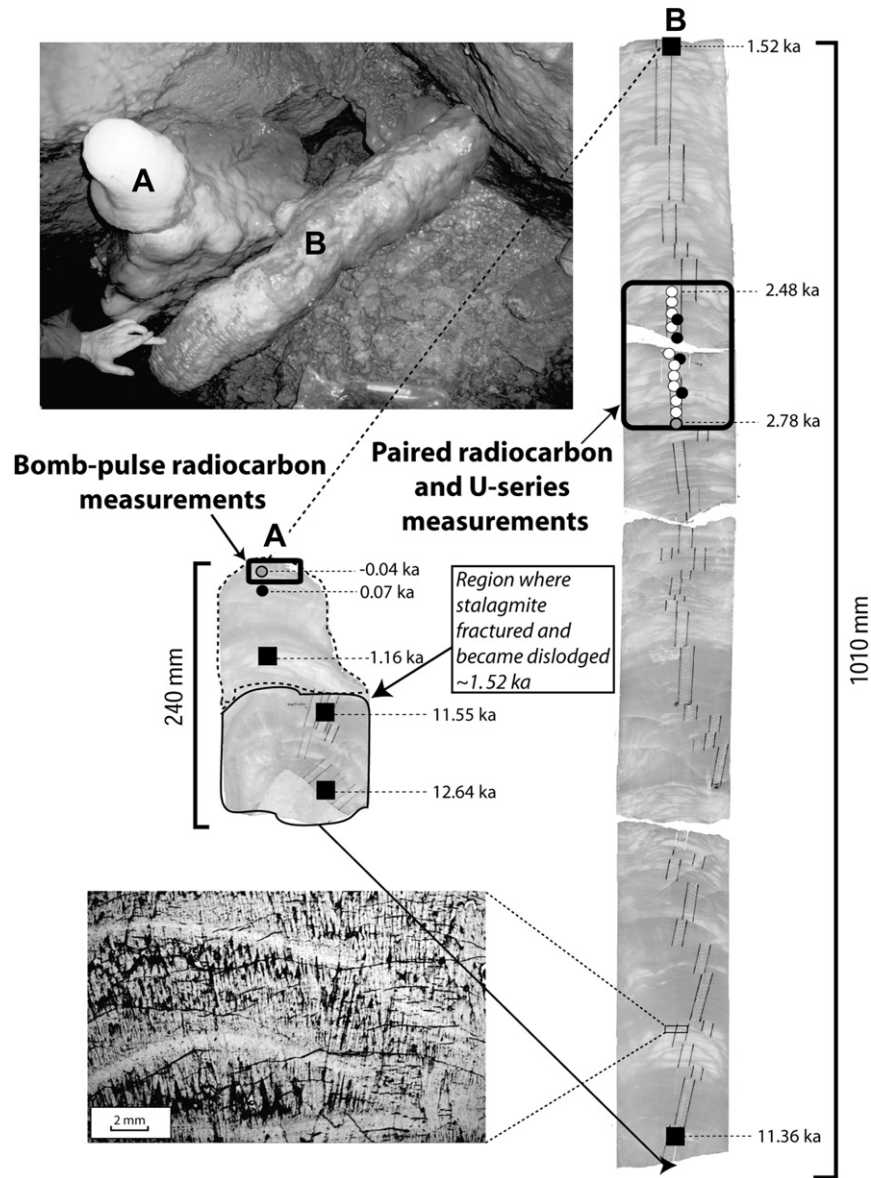 A
B
B
1.52 ka
2.48 ka
2.78 ka
Paired radiocarbon
and U-series
measurements
Bomb-pulse radiocarbon
measurements
A
-0.04 ka
0.07 ka
1.16 ka
11.55 ka
12.64 ka
240 mm
Region where
stalagmite
fractured and
became dislodged
~1.52 ka
1010 mm
2 mm
11.36 ka